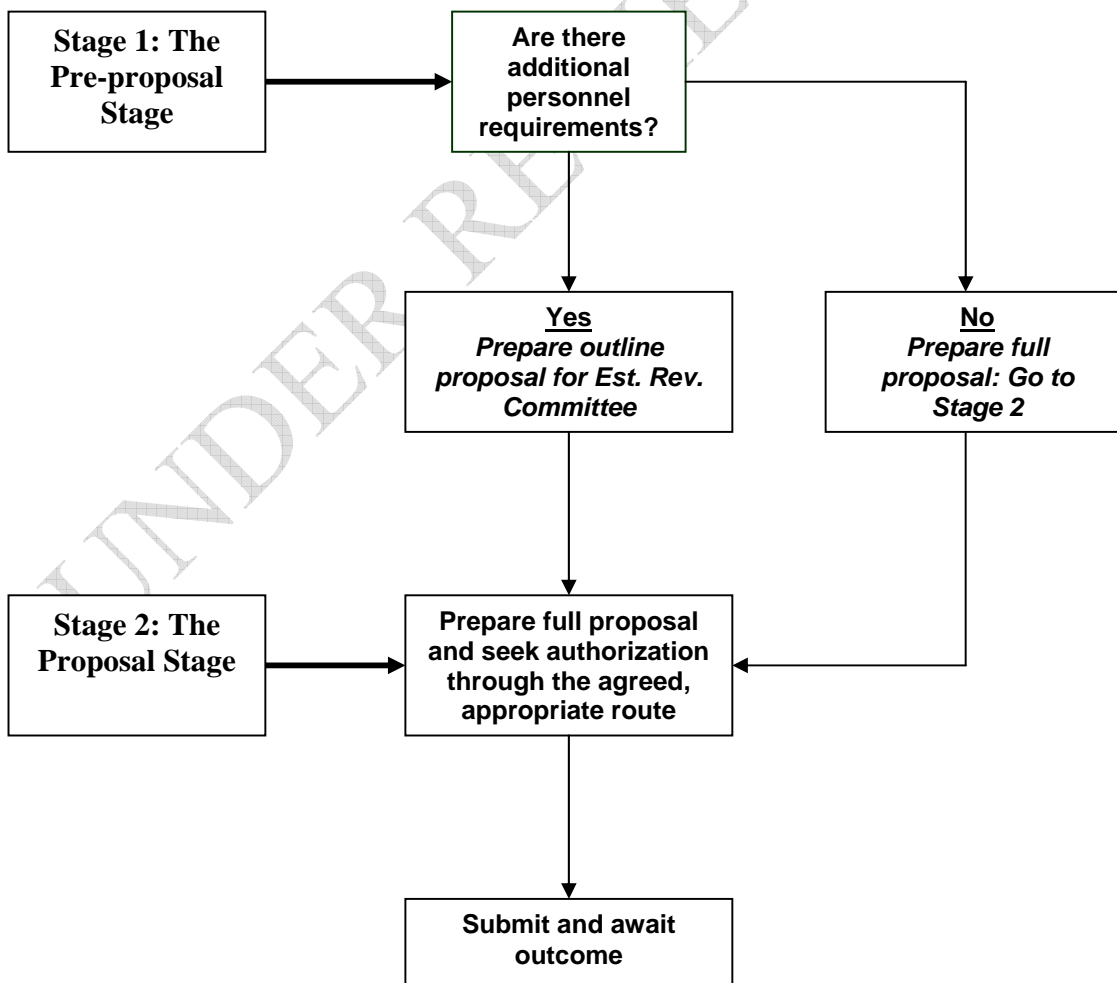 Stage 1: The
Pre-proposal
Stage
Are there
additional
personnel
requirements?
Yes
Prepare outline
proposal for Est. Rev.
Committee
No
Prepare full
proposal: Go to
Stage 2
Stage 2: The
Proposal Stage
Prepare full proposal
and seek authorization
through the agreed,
appropriate route
Submit and await
outcome
UNDER